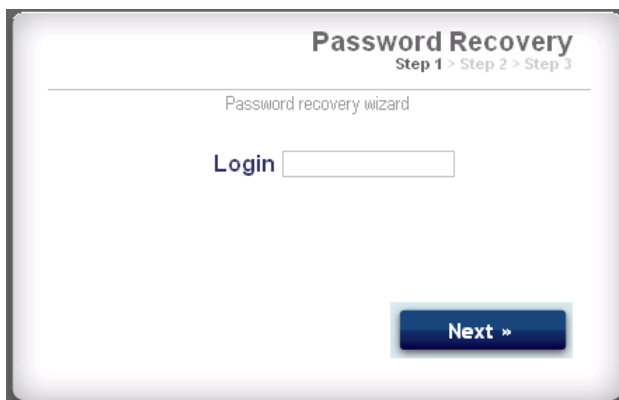 Password Recovery
Step 1 > Step 2 > Step 3
Password recovery wizard
Login
Next »